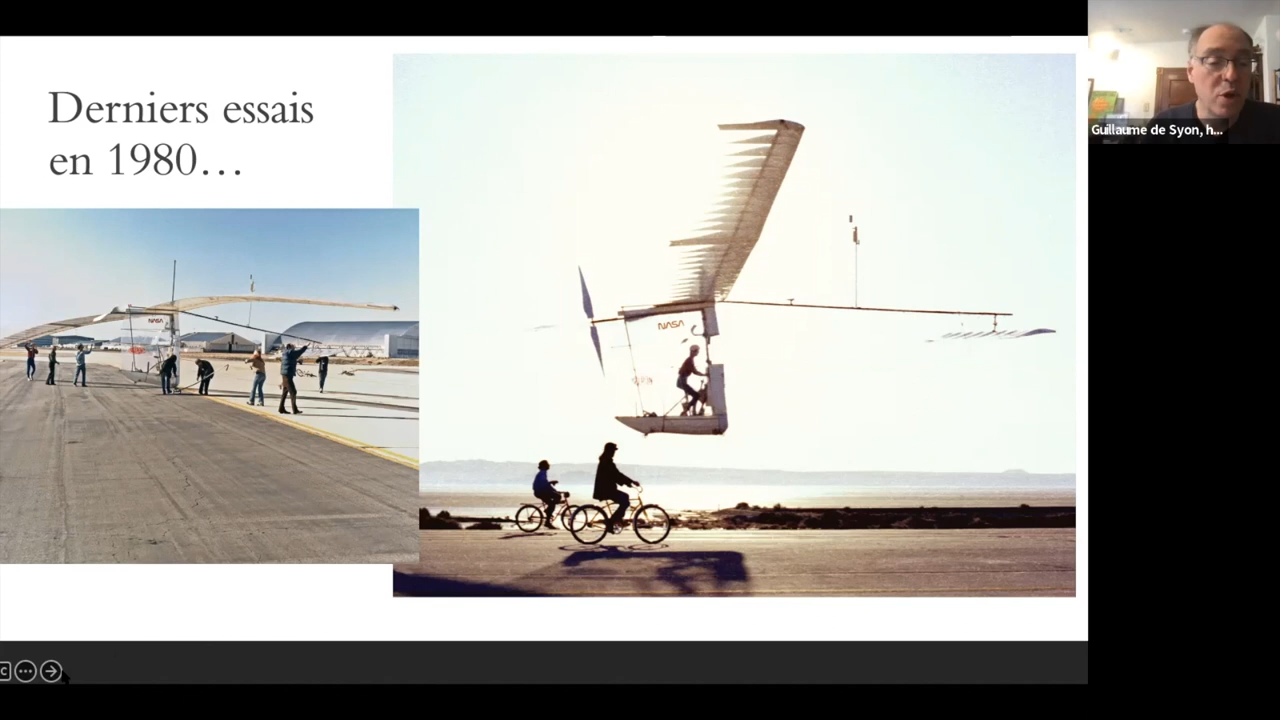 Derniers essais
en 1980…
NASA
NASA
Guillaume de Syon, h...